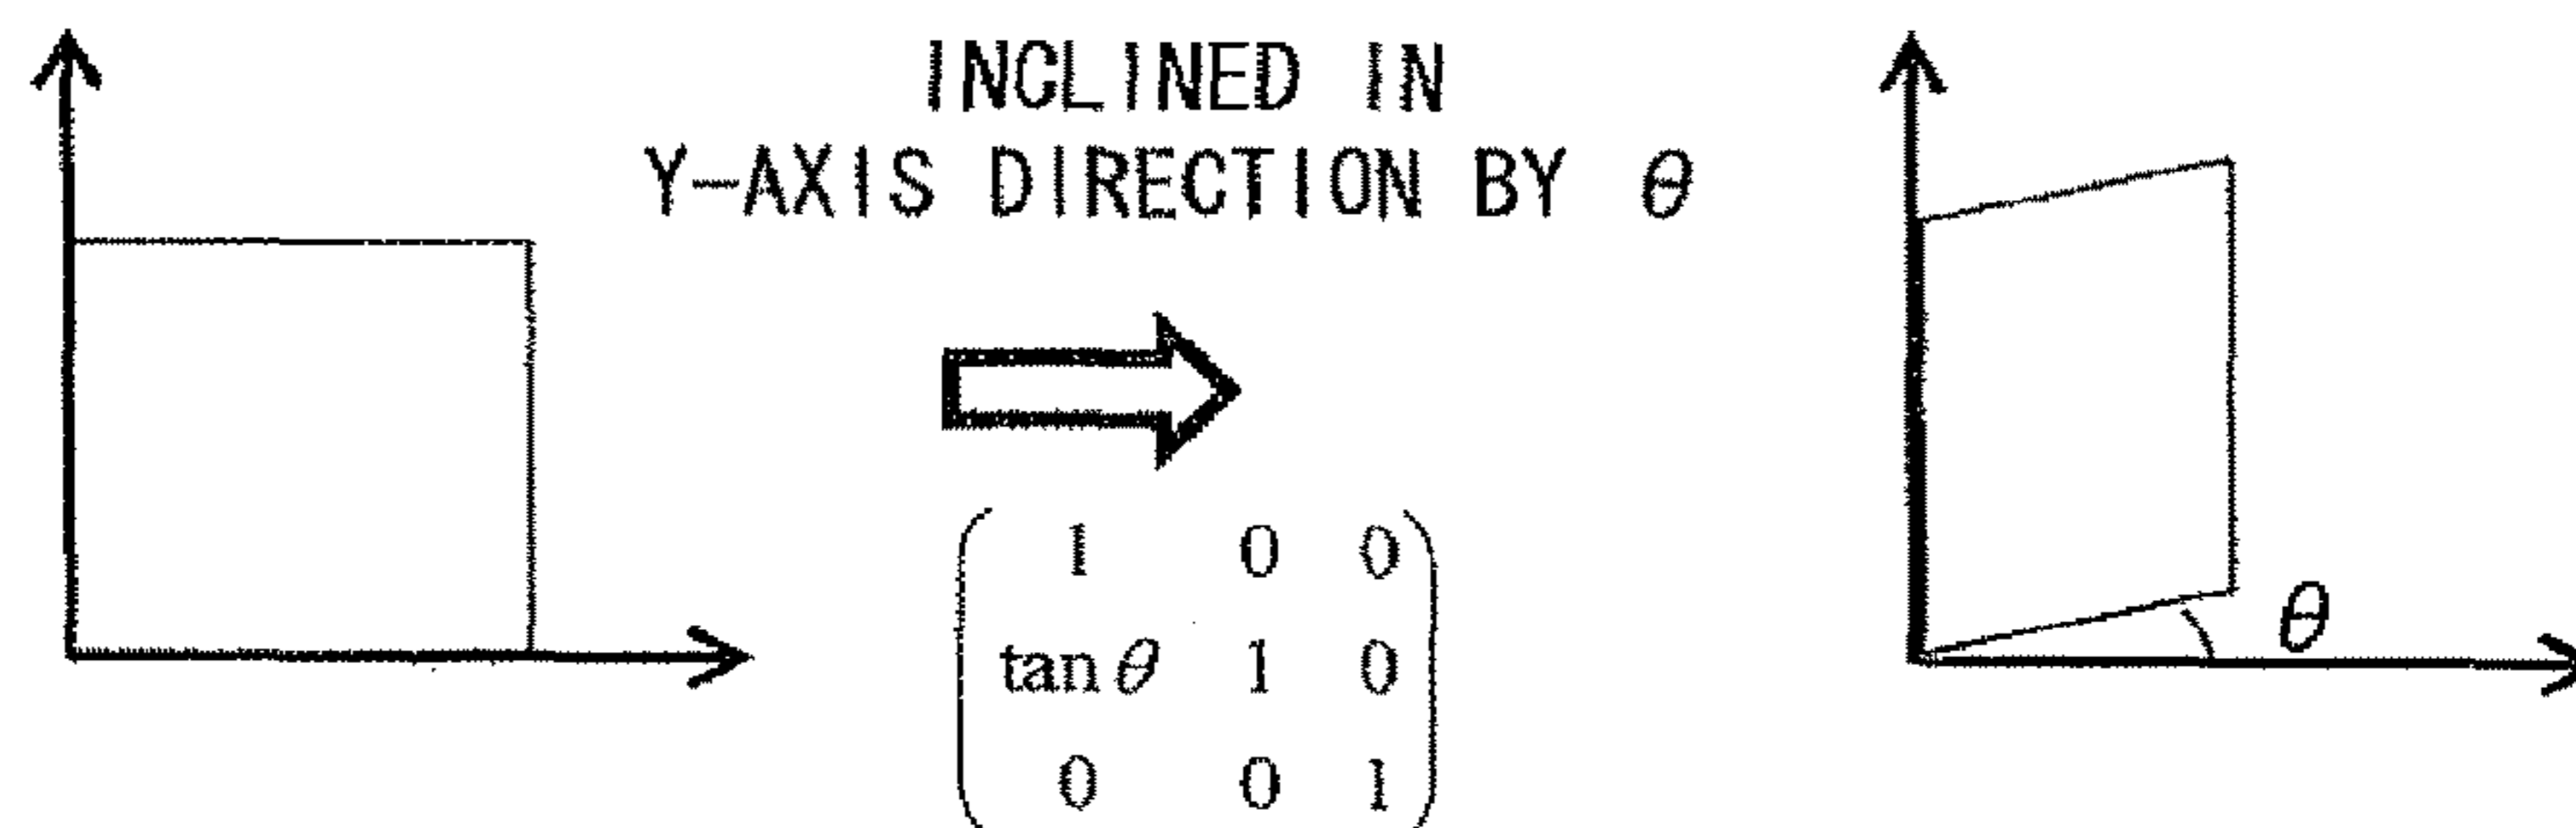 INCLINED IN
Y-AXIS DIRECTION BY θ
1 0 0
tan θ 1 0
0 0 1
θ